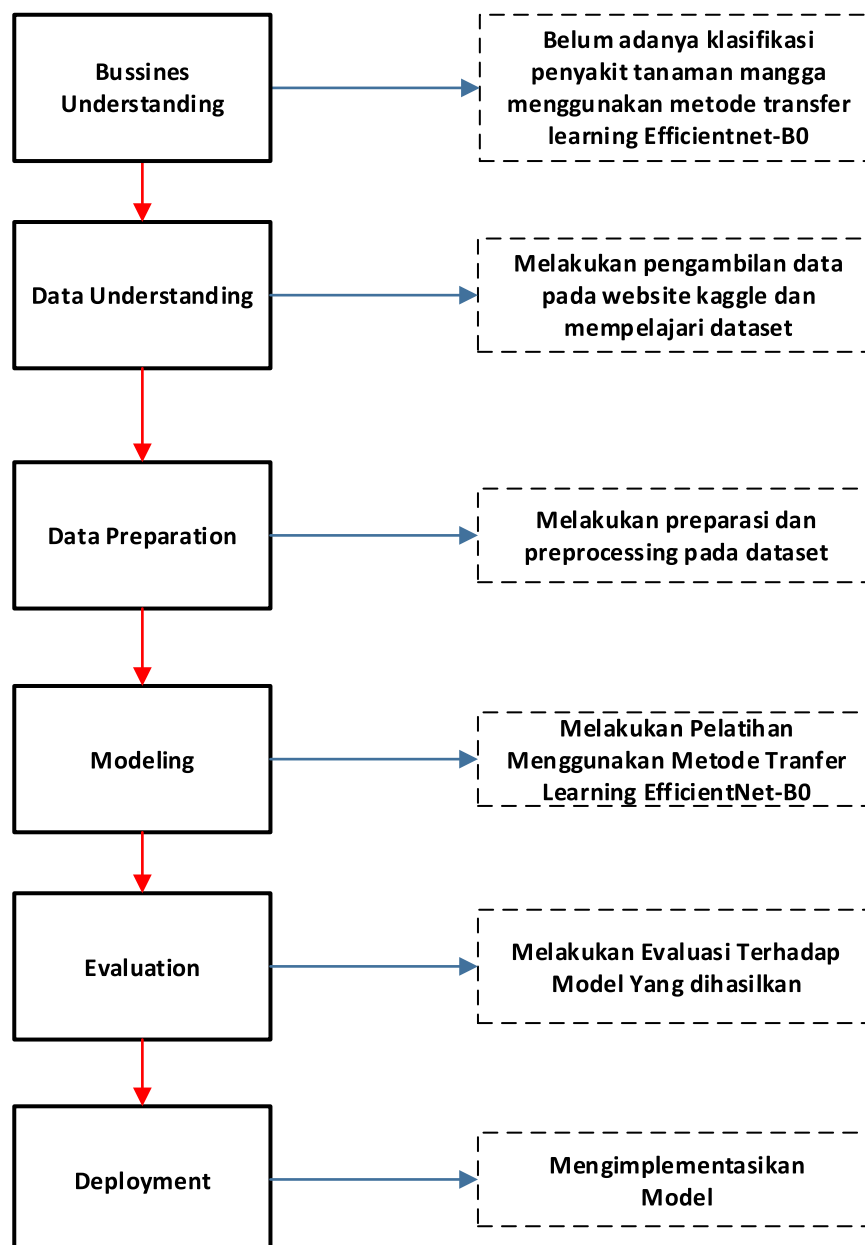 Bussines
Understanding
Belum adanya klasifikasi
penyakit tanaman mangga
menggunakan metode transfer
learning Efficientnet-B0
Data Understanding
Melakukan pengambilan data
pada website kaggle dan
mempelajari dataset
Data Preparation
Melakukan preparasi dan
preprocessing pada dataset
Modeling
Melakukan Pelatihan
Menggunakan Metode Tranfer
Learning EfficientNet-B0
Evaluation
Melakukan Evaluasi Terhadap
Model Yang dihasilkan
Deployment
Mengimplementasikan
Model